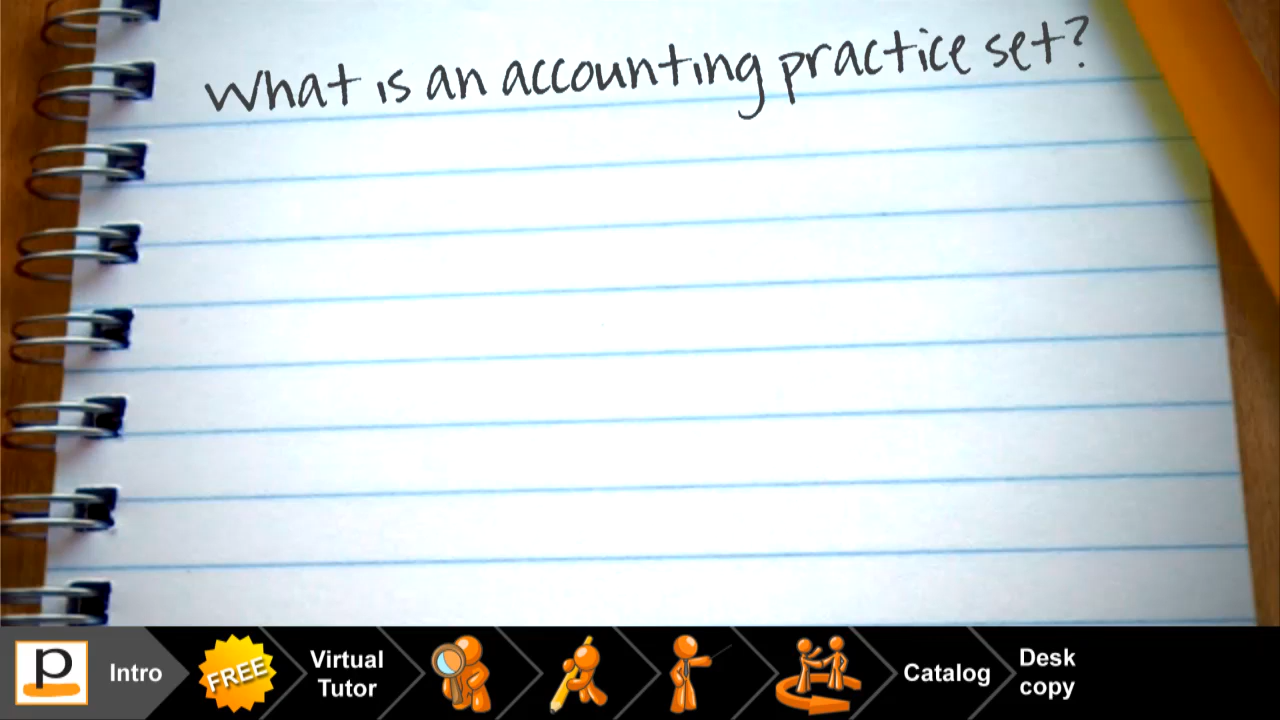 What is an accounting practice set?
p
Intro
FREE
Virtual
Tutor
Catalog
Desk
copy